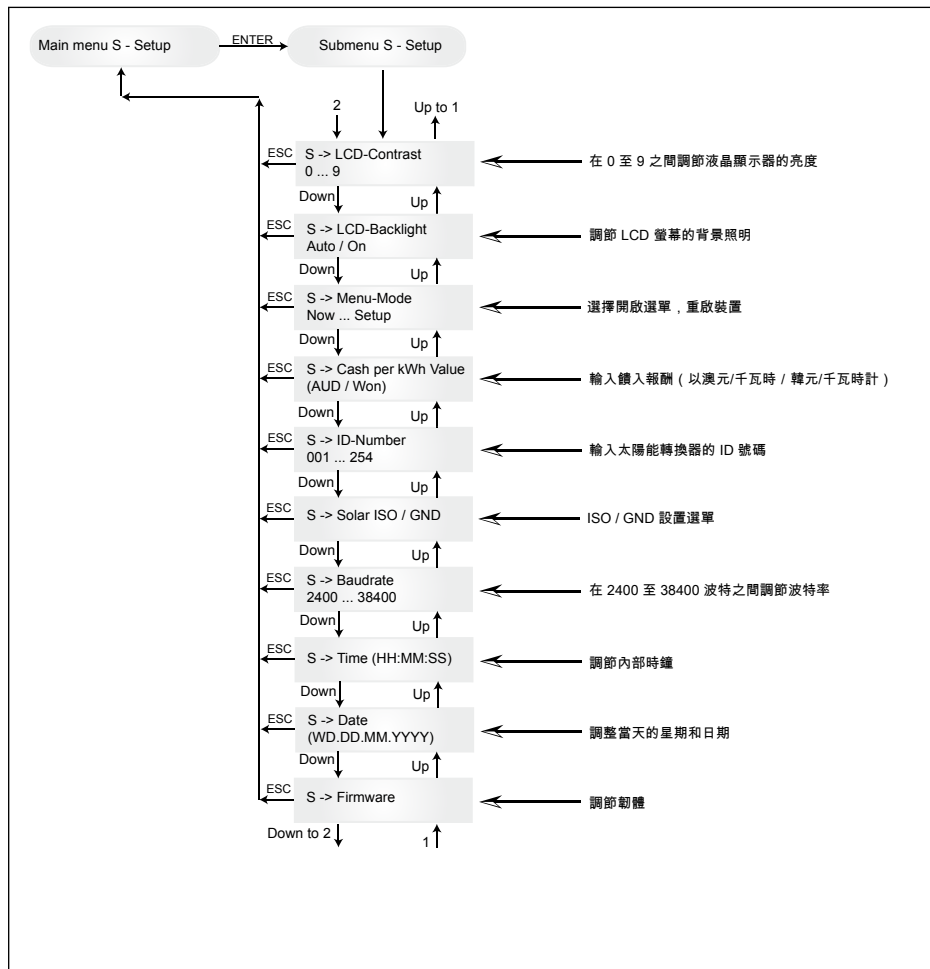 Main menu S - Setup
ENTER
Submenu S - Setup
2
Up to 1
ESC
S -> LCD-Contrast
0 ... 9
在 0 至 9 之間調節液晶顯示器的亮度
Down
Up
ESC
S -> LCD-Backlight
Auto / On
調節 LCD 螢幕的背景照明
Down
Up
ESC
S -> Menu-Mode
Now ... Setup
選擇開啟選單，重啟裝置
Down
Up
ESC
S -> Cash per kWh Value
(AUD / Won)
輸入饋入報酬（以澳元/千瓦時 / 韓元/千瓦時計）
Down
Up
ESC
S -> ID-Number
001 ... 254
輸入太陽能轉換器的 ID 號碼
Down
Up
ESC
S -> Solar ISO / GND
ISO / GND 設置選單
Down
Up
ESC
S -> Baudrate
2400 ... 38400
在 2400 至 38400 波特之間調節波特率
Down
Up
ESC
S -> Time (HH:MM:SS)
調節內部時鐘
Down
Up
ESC
S -> Date
(WD.DD.MM.YYYY)
調整當天的星期和日期
Down
Up
ESC
S -> Firmware
調節韌體
Down to 2
1